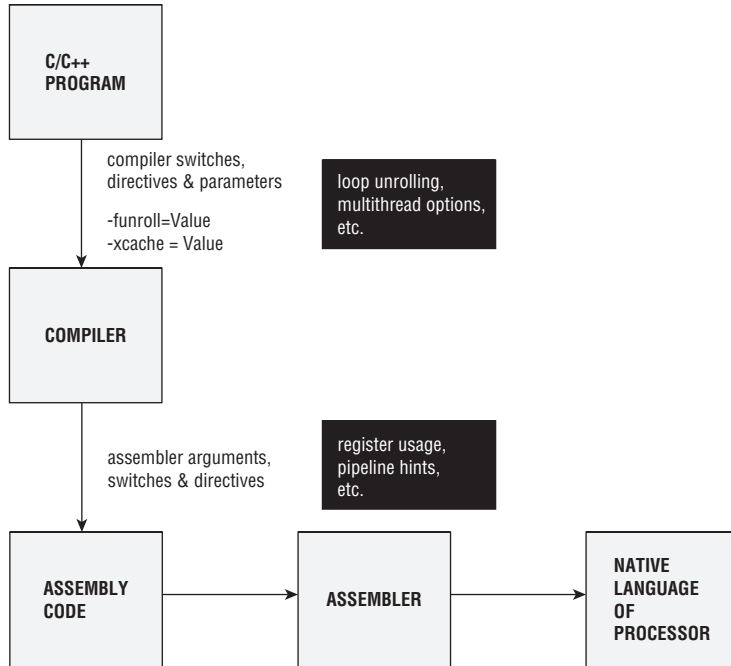 C/C++
PROGRAM
compiler switches,
directives & parameters
-funroll=Value
-xcache = Value
loop unrolling,
multithread options,
etc.
COMPILER
assembler arguments,
switches & directives
register usage,
pipeline hints,
etc.
ASSEMBLY
CODE
ASSEMBLER
NATIVE
LANGUAGE
OF
PROCESSOR